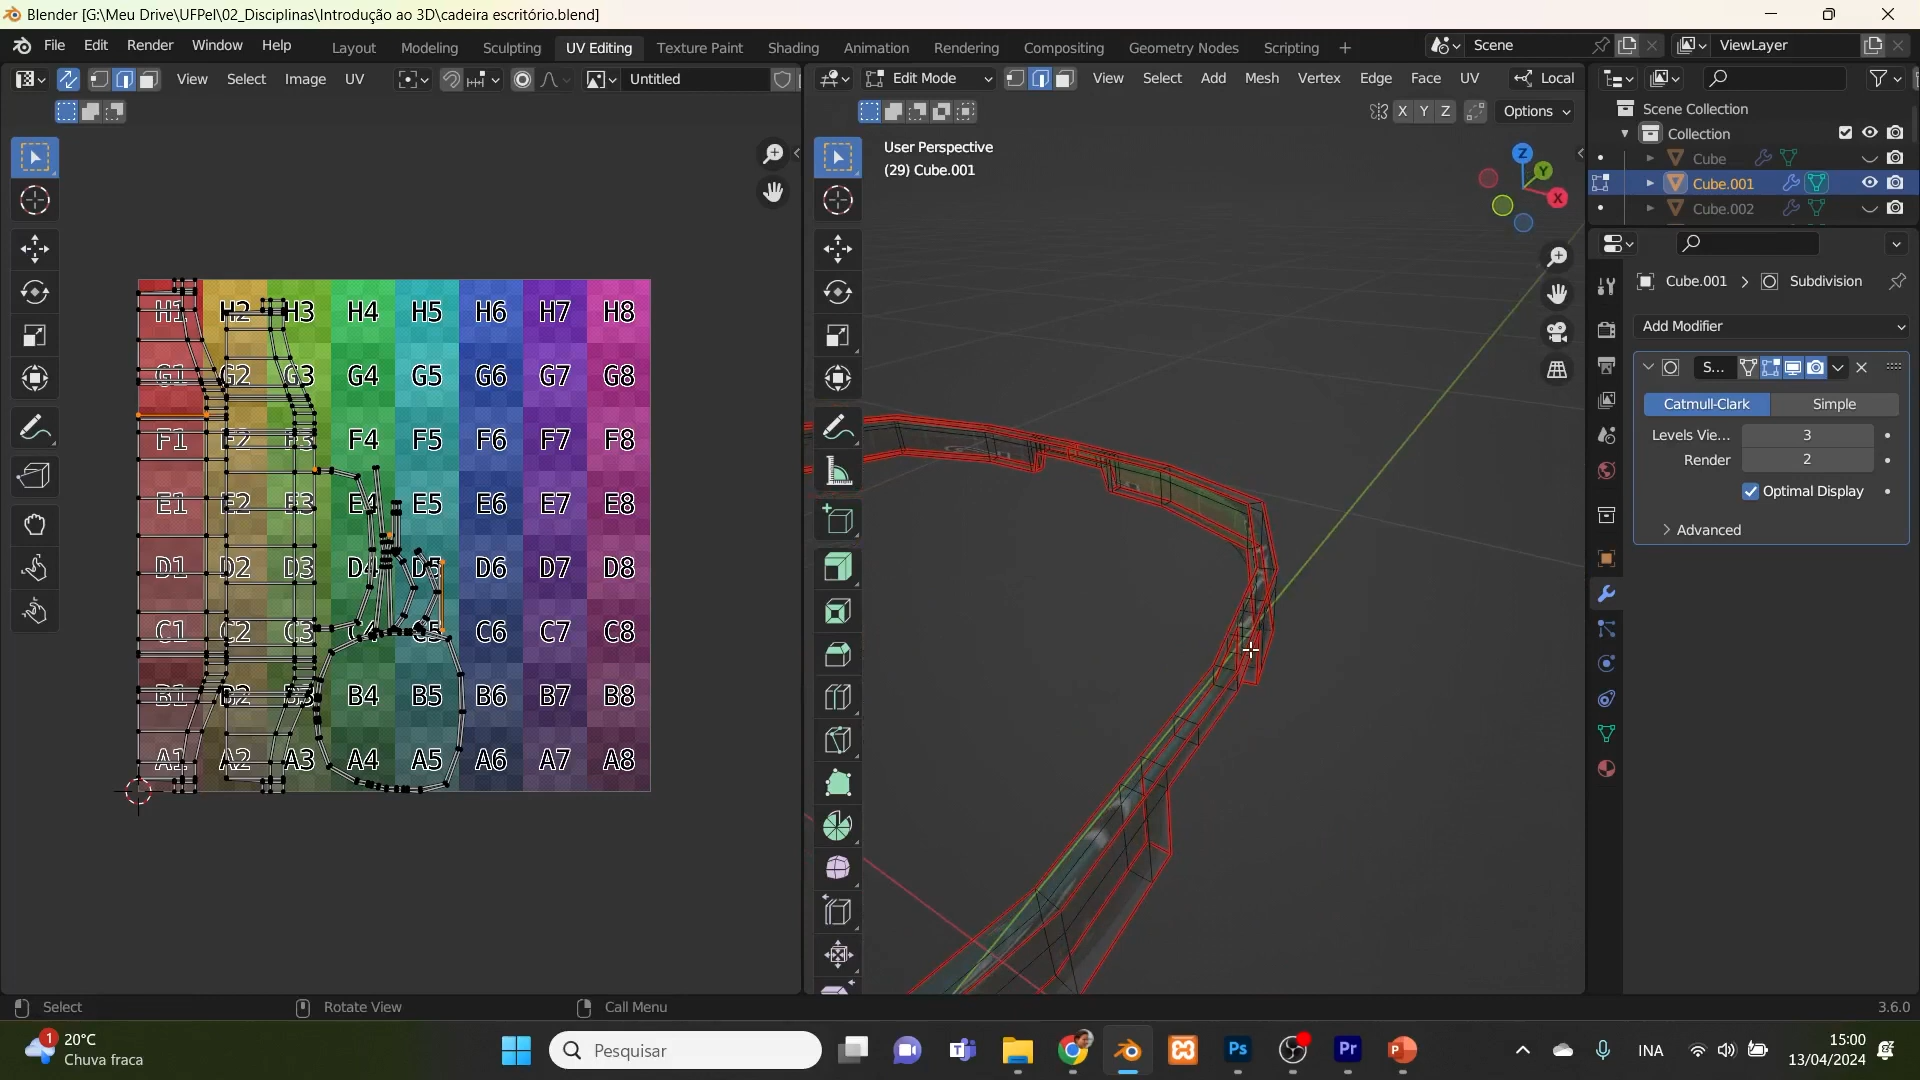 Blender [G:\Meu Drive\UFPel\02_Disciplinas\Introdução ao 3D\cadeira escritório.blend]
File Edit Render Window Help
Layout Modeling Sculpting UV Editing Texture Paint Shading Animation Rendering Compositing Geometry Nodes Scripting +
Scene
ViewLayer
View Select Image UV
Untitled
Edit Mode
View Select Add Mesh Vertex Edge Face UV
Local
X Y Z
Options
User Perspective
(29) Cube.001
Z
Y
X
H1 H2 H3 H4 H5 H6 H7 H8
G1 G2 G3 G4 G5 G6 G7 G8
F1 F2 F3 F4 F5 F6 F7 F8
E1 E2 E3 E4 E5 E6 E7 E8
D1 D2 D3 D4 D5 D6 D7 D8
C1 C2 C3 C4 C5 C6 C7 C8
B1 B2 B3 B4 B5 B6 B7 B8
A1 A2 A3 A4 A5 A6 A7 A8
Scene Collection
Collection
Cube
Cube.001
Cube.002
Cube.001 Subdivision
Add Modifier
S...
Catmull-Clark Simple
Levels Vie... 3
Render 2
Optimal Display
Advanced
Select
Rotate View
Call Menu
3.6.0
1
20°C
Chuva fraca
Pesquisar
Ps
Pr
INA
15:00
13/04/2024